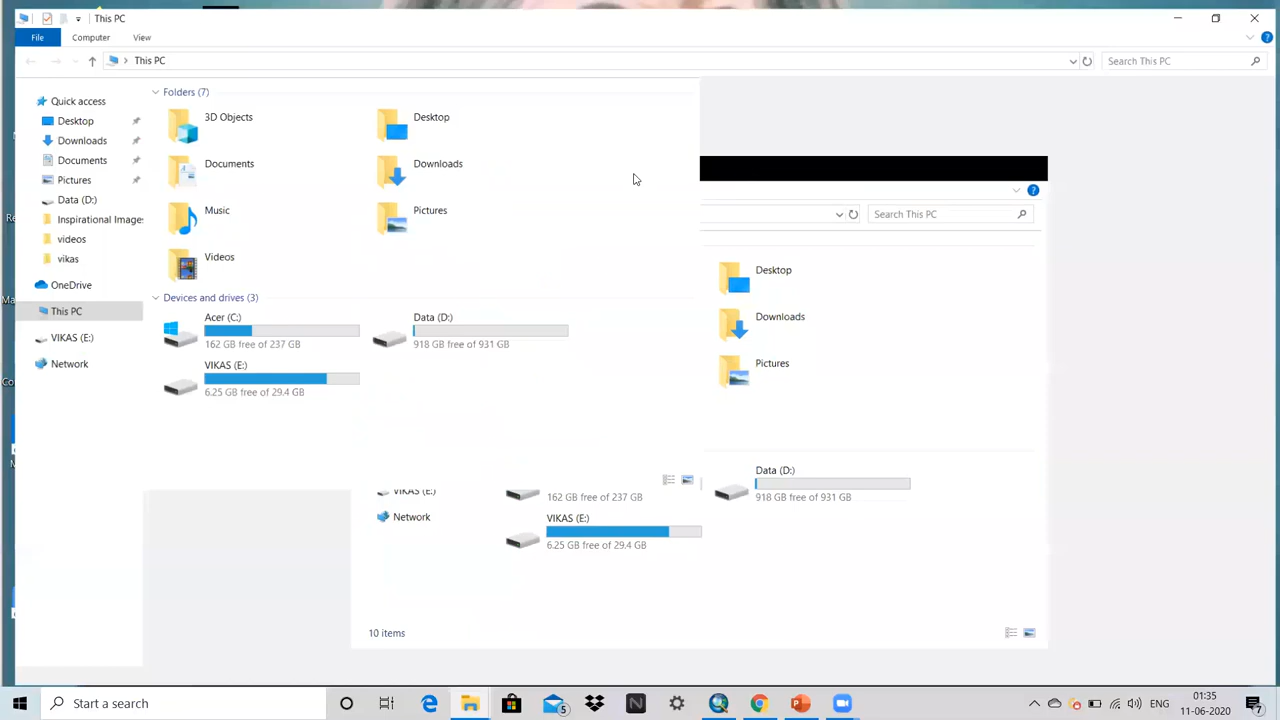 This PC
File Computer View
This PC
Search This PC
Quick access
Desktop
Downloads
Documents
Pictures
Data (D:)
Inspirational Image:
videos
vikas
OneDrive
This PC
VIKAS (E:)
Network
Folders (7)
3D Objects
Desktop
Documents
Downloads
Music
Pictures
Videos
Devices and drives (3)
Acer (C:)
162 GB free of 237 GB
Data (D:)
918 GB free of 931 GB
VIKAS (E:)
6.25 GB free of 29.4 GB
Search This PC
Desktop
Downloads
Pictures
Data (D:)
918 GB free of 931 GB
VIKAS (E:)
Network
162 GB free of 237 GB
VIKAS (E:)
6.25 GB free of 29.4 GB
10 items
Start a search
5
N
ENG
01:35
11-06-2020
7